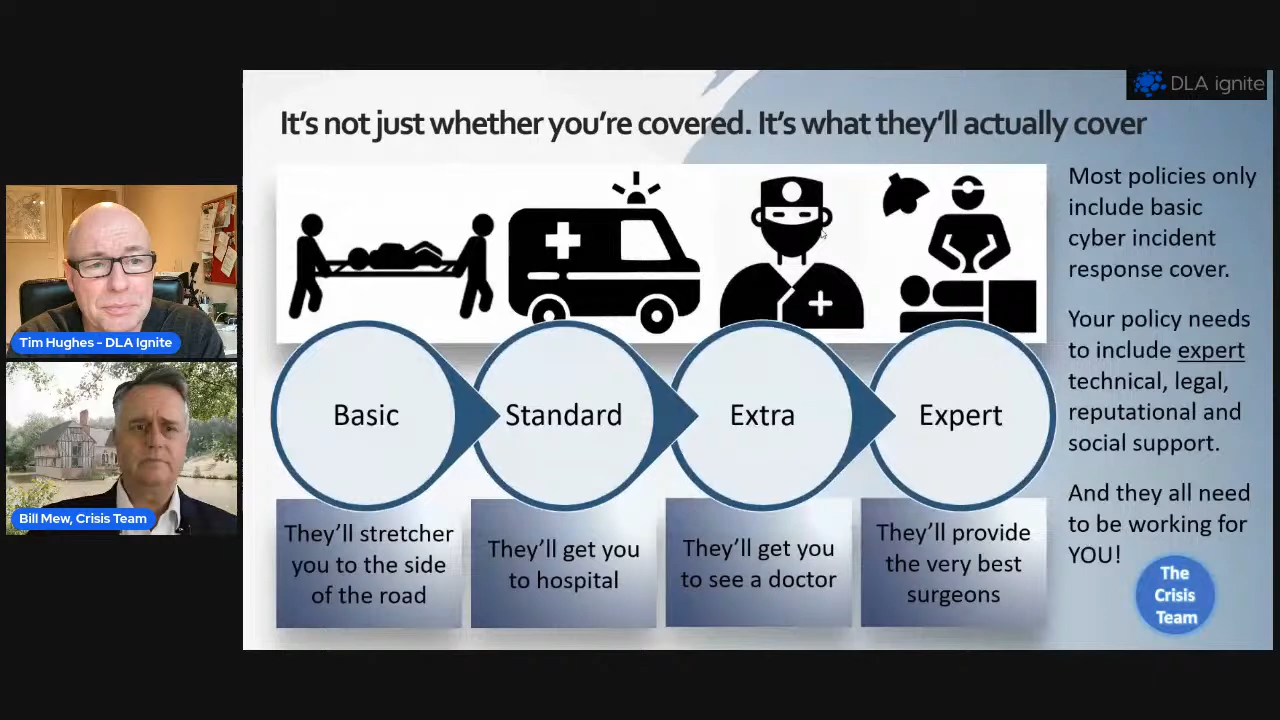 DLA ignite
It's not just whether you're covered. It's what they'll actually cover
Most policies only
include basic
cyber incident
response cover.
Your policy needs
to include expert
technical, legal,
reputational and
social support.
And they all need
to be working for
YOU!
Basic
Standard
Extra
Expert
They'll stretcher
you to the side
of the road
They'll get you
to hospital
They'll get you
to see a doctor
They'll provide
the very best
surgeons
The
Crisis
Team
Tim Hughes - DLA Ignite
Bill Mew, Crisis Team